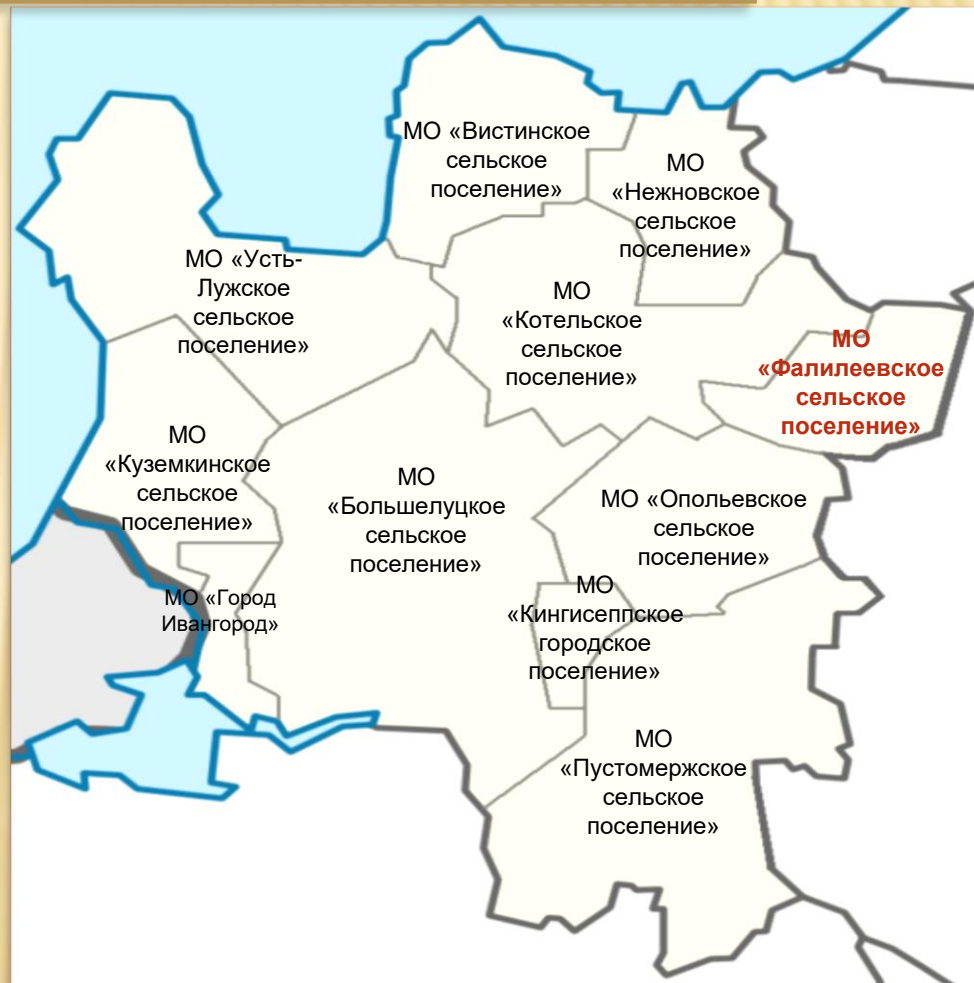 МО «Вистинское
сельское
поселение»
МО
«Нежновское
сельское
поселение»
МО «Усть-
Лужское
сельское
поселение»
МО
«Котельское
сельское
поселение»
МО
«Фалилеевское
сельское
поселение»
МО
«Куземкинское
сельское
поселение»
МО
«Большелуцкое
сельское
поселение»
МО «Опольевское
сельское
поселение»
МО «Город
Ивангород»
МО
«Кингисеппское
городское
поселение»
МО
«Пустомержское
сельское
поселение»